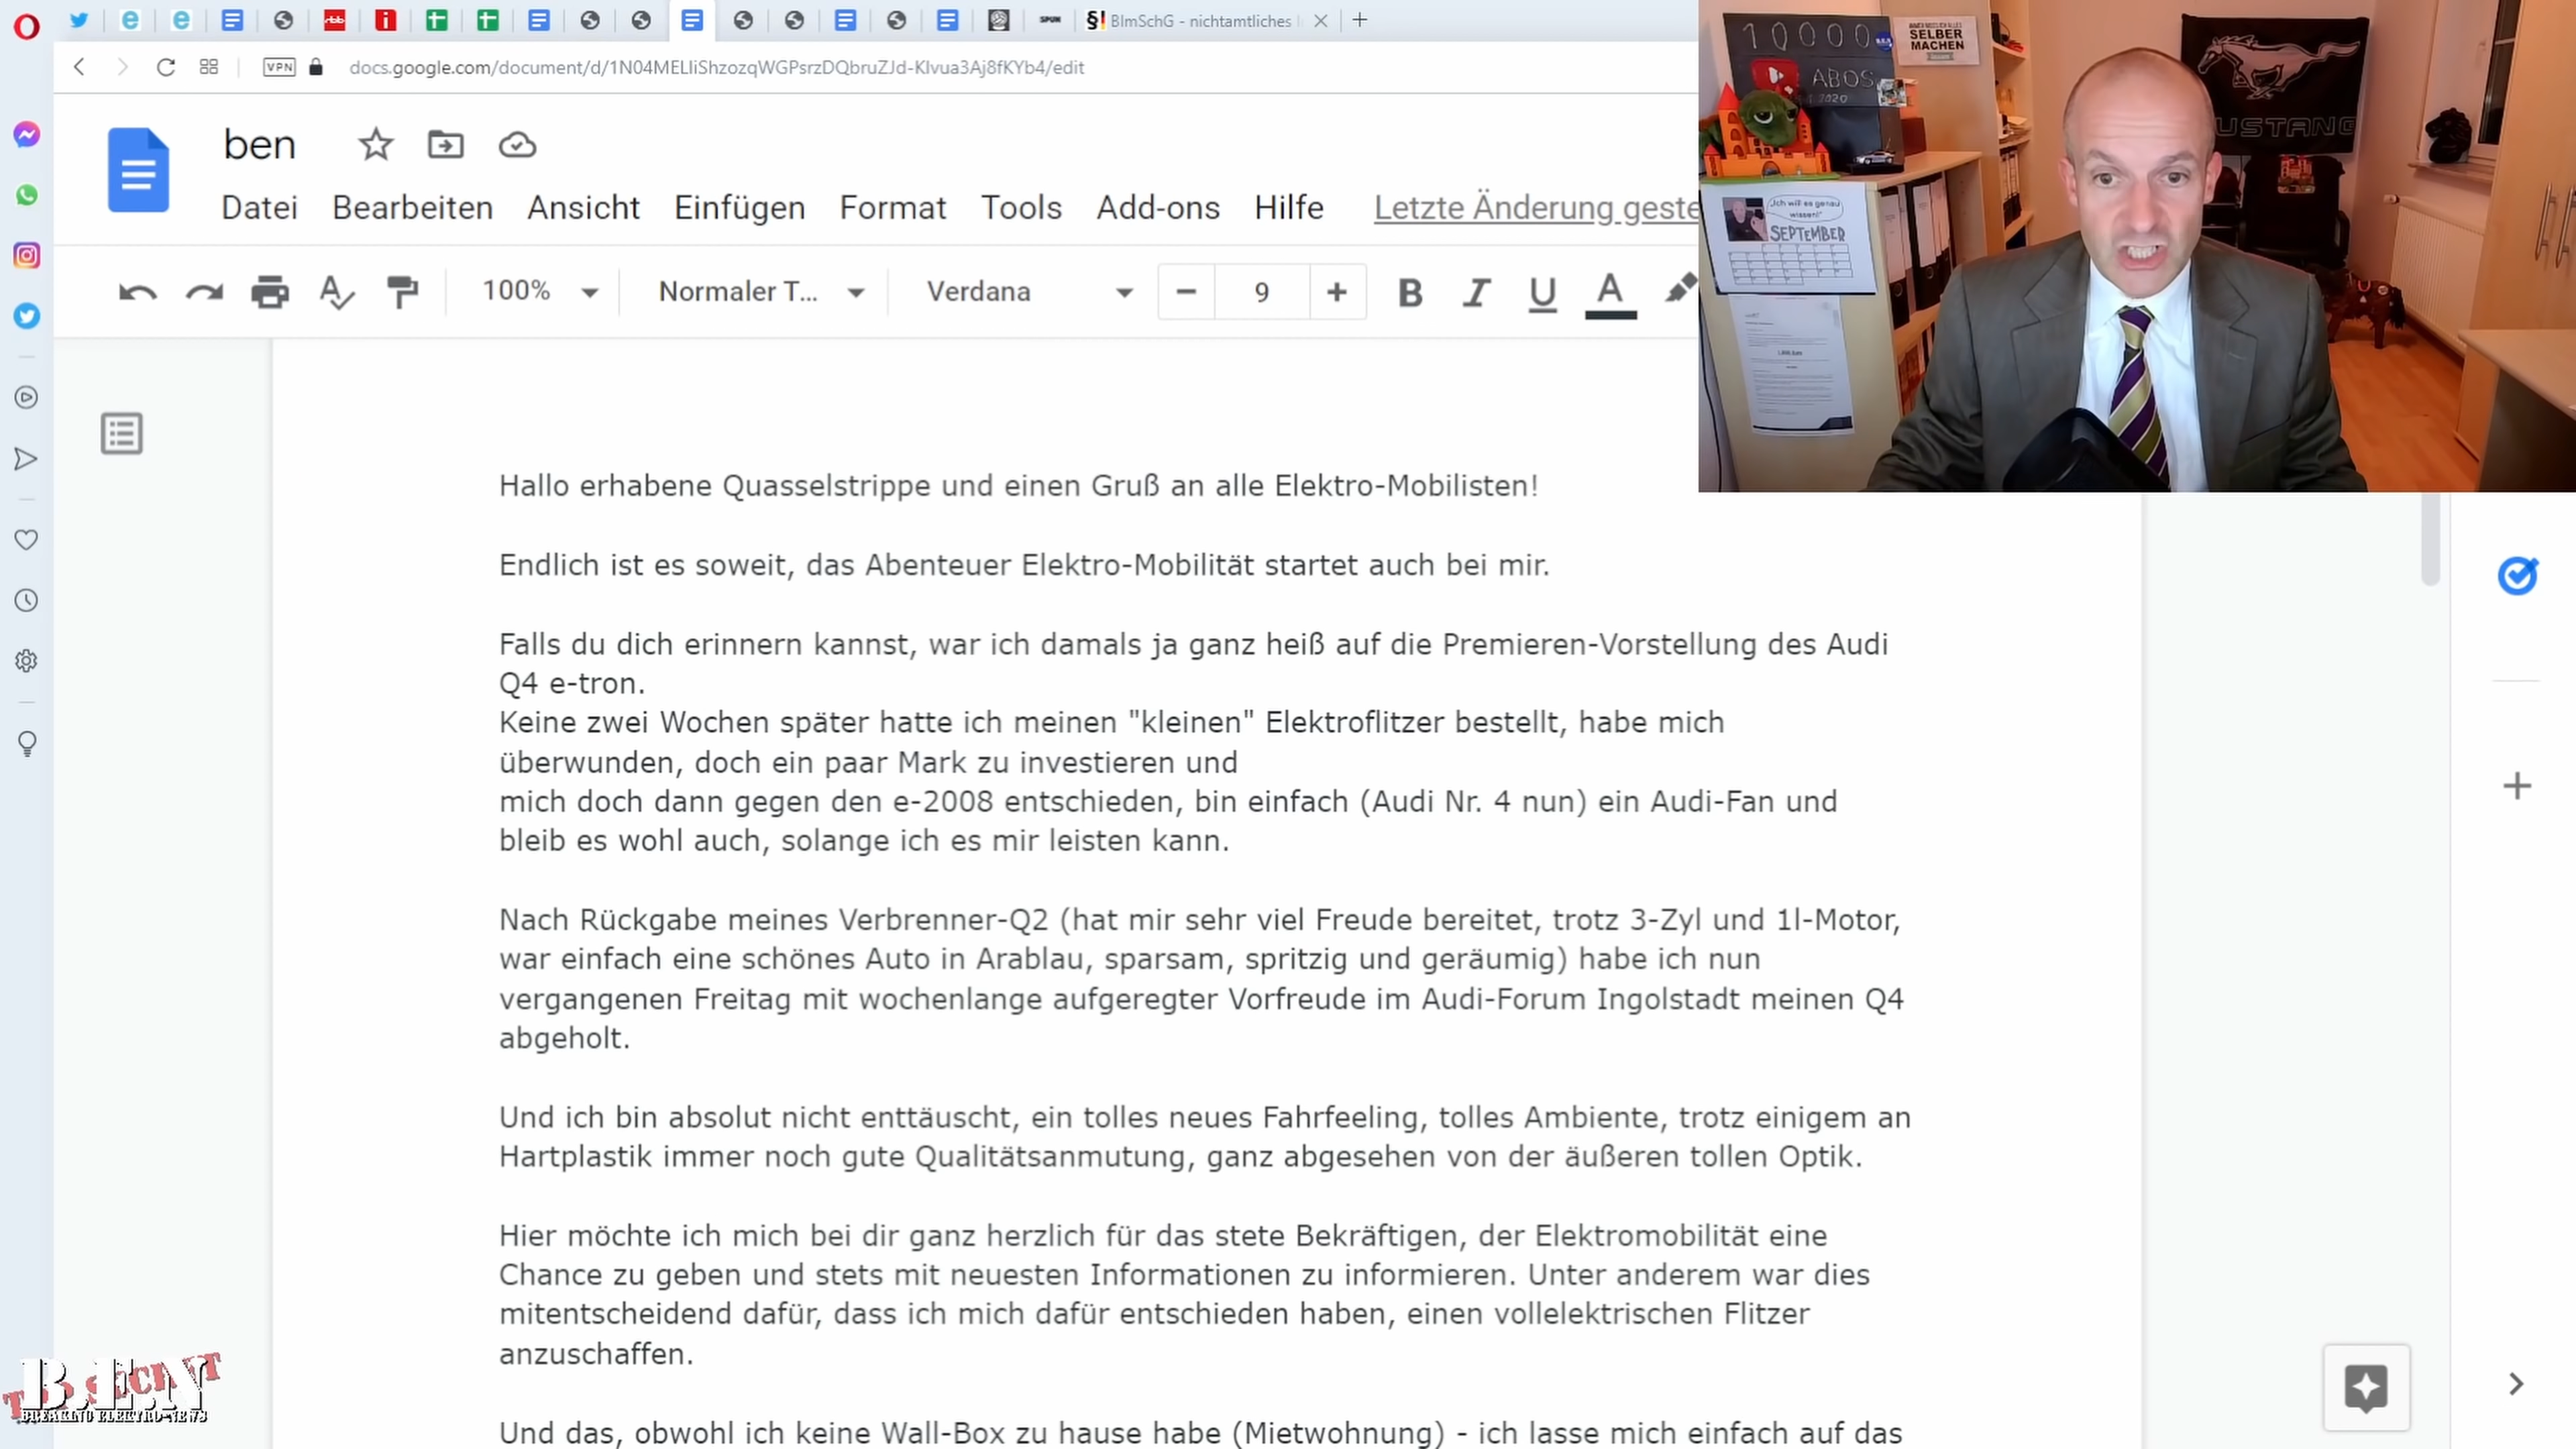 BImSchG - nichtamtliches
VPN
docs.google.com/document/d/1N04MELIiShzozqWGPsrzDQbruZJd-KIvua3Aj8fKYb4/edit
ben
Datei Bearbeiten Ansicht Einfügen Format Tools Add-ons Hilfe Letzte Änderung geste
100% Normaler T... Verdana 9 B I U A
10000
ABOS
2020
SELBER
MACHEN
MUSTANG
"Ich will es genau
wissen!"
SEPTEMBER
Hallo erhabene Quasselstrippe und einen Gruß an alle Elektro-Mobilisten!
Endlich ist es soweit, das Abenteuer Elektro-Mobilität startet auch bei mir.
Falls du dich erinnern kannst, war ich damals ja ganz heiß auf die Premieren-Vorstellung des Audi
Q4 e-tron.
Keine zwei Wochen später hatte ich meinen "kleinen" Elektroflitzer bestellt, habe mich
überwunden, doch ein paar Mark zu investieren und
mich doch dann gegen den e-2008 entschieden, bin einfach (Audi Nr. 4 nun) ein Audi-Fan und
bleib es wohl auch, solange ich es mir leisten kann.
Nach Rückgabe meines Verbrenner-Q2 (hat mir sehr viel Freude bereitet, trotz 3-Zyl und 1l-Motor,
war einfach eine schönes Auto in Arablau, sparsam, spritzig und geräumig) habe ich nun
vergangenen Freitag mit wochenlange aufgeregter Vorfreude im Audi-Forum Ingolstadt meinen Q4
abgeholt.
Und ich bin absolut nicht enttäuscht, ein tolles neues Fahrfeeling, tolles Ambiente, trotz einigem an
Hartplastik immer noch gute Qualitätsanmutung, ganz abgesehen von der äußeren tollen Optik.
Hier möchte ich mich bei dir ganz herzlich für das stete Bekräftigen, der Elektromobilität eine
Chance zu geben und stets mit neuesten Informationen zu informieren. Unter anderem war dies
mitentscheidend dafür, dass ich mich dafür entschieden haben, einen vollelektrischen Flitzer
anzuschaffen.
Und das, obwohl ich keine Wall-Box zu hause habe (Mietwohnung) - ich lasse mich einfach auf das
B.E.N
BREAKING ELEKTRO-NEWS